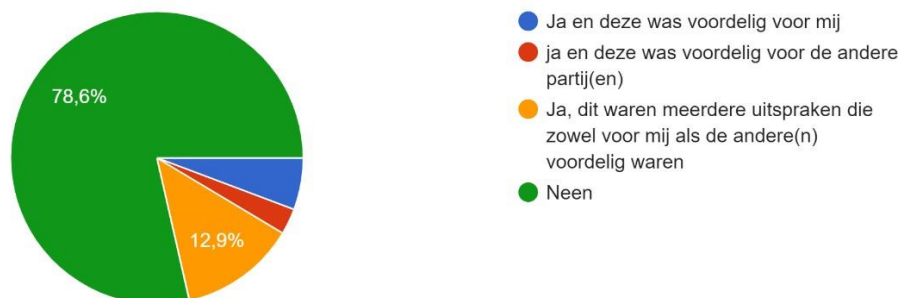 78,6%
12,9%
Ja en deze was voordelig voor mij
ja en deze was voordelig voor de andere
partij(en)
Ja, dit waren meerdere uitspraken die
zowel voor mij als de andere(n)
voordelig waren
Neen